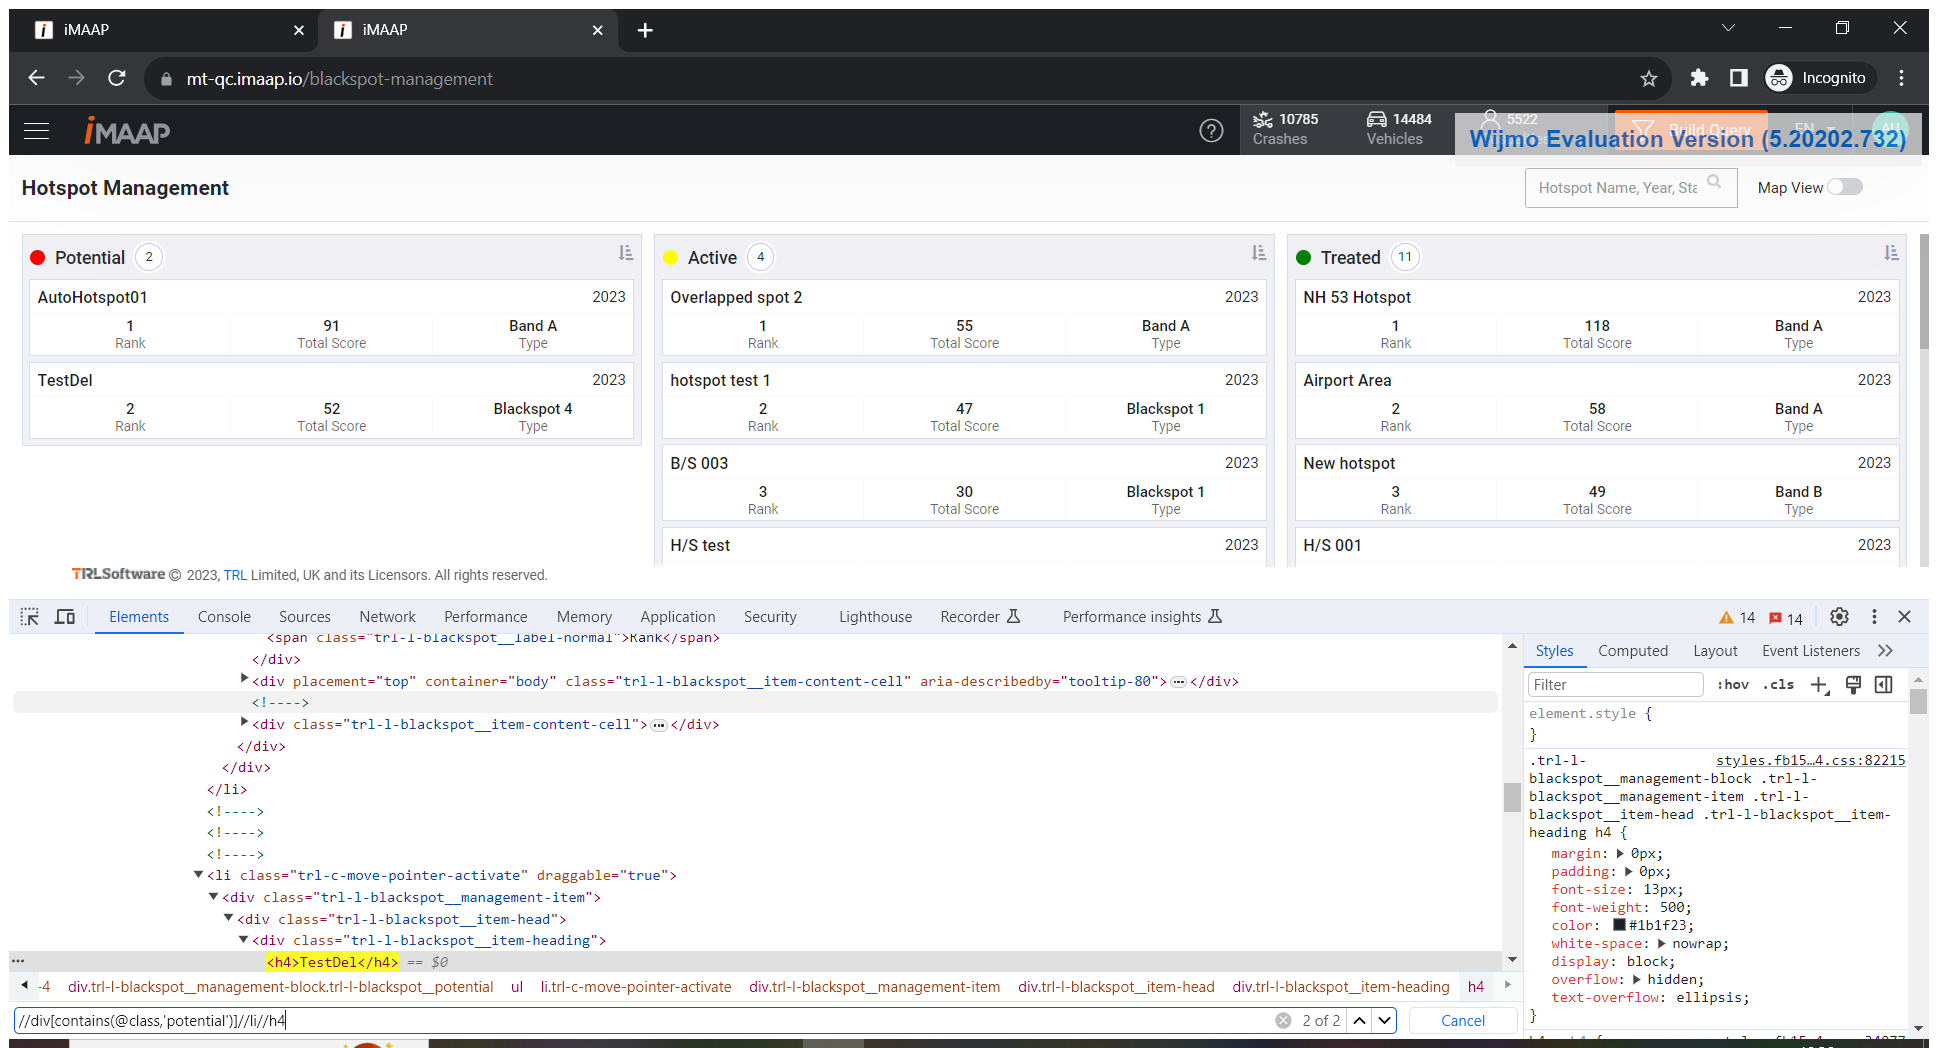 iMAAP
iMAAP
mt-qc.imaap.io/blackspot-management
Incognito
iMAAP
10785
Crashes
14484
Vehicles
5522
Build Query
EN
AU
Wijmo Evaluation Version (5.20202.732)
Hotspot Management
Hotspot Name, Year, Sta
Map View
Potential 2
AutoHotspot01 2023
1 91 Band A
Rank Total Score Type
TestDel 2023
2 52 Blackspot 4
Rank Total Score Type
Active 4
Overlapped spot 2 2023
1 55 Band A
Rank Total Score Type
hotspot test 1 2023
2 47 Blackspot 1
Rank Total Score Type
B/S 003 2023
3 30 Blackspot 1
Rank Total Score Type
H/S test 2023
Treated 11
NH 53 Hotspot 2023
1 118 Band A
Rank Total Score Type
Airport Area 2023
2 58 Band A
Rank Total Score Type
New hotspot 2023
3 49 Band B
Rank Total Score Type
H/S 001 2023
TRLSoftware © 2023, TRL Limited, UK and its Licensors. All rights reserved.
Elements Console Sources Network Performance Memory Application Security Lighthouse Recorder Performance insights 14 14
<span class="trl-l-blackspot__label-normal">Rank</span>
</div>
<div placement="top" container="body" class="trl-l-blackspot__item-content-cell" aria-describedby="tooltip-80">…</div>
<!---->
<div class="trl-l-blackspot__item-content-cell">…</div>
</div>
</div>
</li>
<!---->
<!---->
<!---->
<li class="trl-c-move-pointer-activate" draggable="true">
<div class="trl-l-blackspot__management-item">
<div class="trl-l-blackspot__item-head">
<div class="trl-l-blackspot__item-heading">
<h4>TestDel</h4> == $0
-4 div.trl-l-blackspot__management-block.trl-l-blackspot__potential ul li.trl-c-move-pointer-activate div.trl-l-blackspot__management-item div.trl-l-blackspot__item-head div.trl-l-blackspot__item-heading h4
//div[contains(@class,'potential')]//li//h4 2 of 2 Cancel
Styles Computed Layout Event Listeners
Filter :hov .cls
element.style {
}
.trl-l- styles.fb15…4.css:82215
blackspot__management-block .trl-l-
blackspot__management-item .trl-l-
blackspot__item-head .trl-l-blackspot__item-
heading h4 {
margin: 0px;
padding: 0px;
font-size: 13px;
font-weight: 500;
color: #1b1f23;
white-space: nowrap;
display: block;
overflow: hidden;
text-overflow: ellipsis;
}